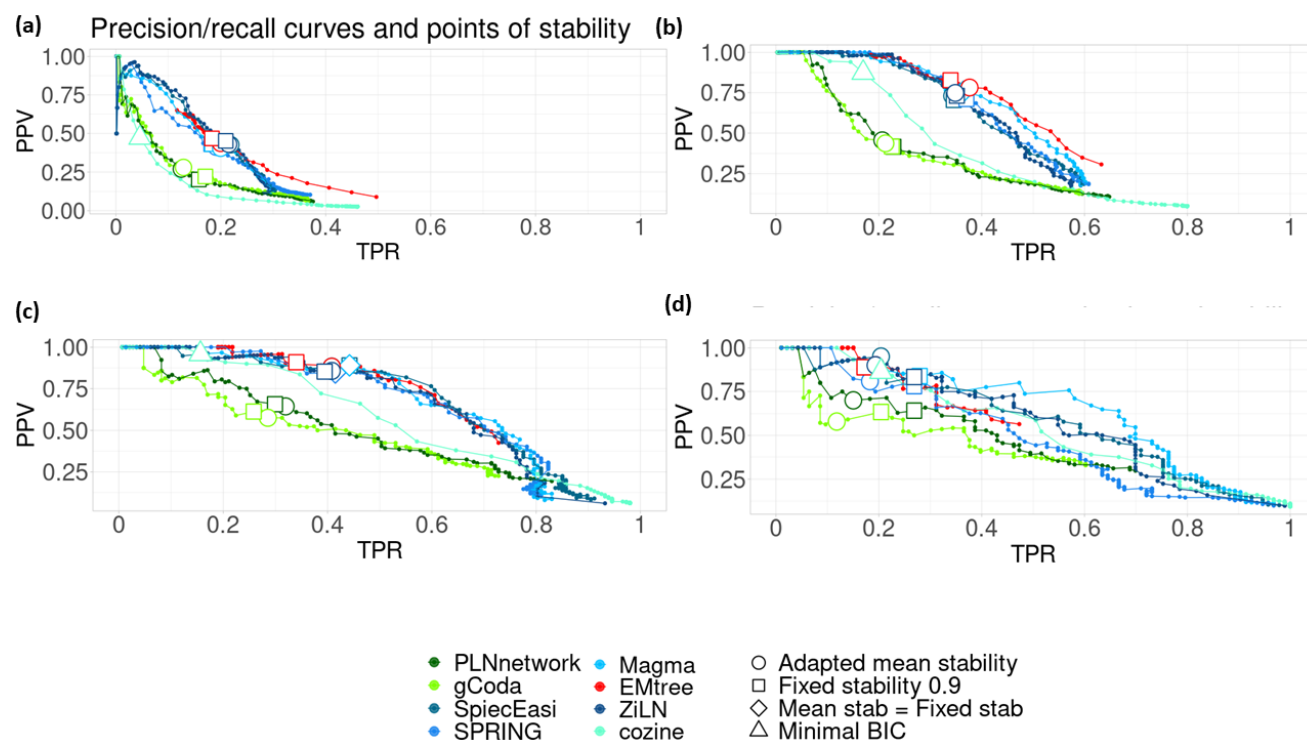 (a) Precision/recall curves and points of stability (b)
1.00
0.75
0.50
0.25
0.00
PPV
0 0.2 0.4 0.6 0.8 1
TPR
1.00
0.75
0.50
0.25
PPV
0 0.2 0.4 0.6 0.8 1
TPR
(c)
1.00
0.75
0.50
0.25
PPV
0 0.2 0.4 0.6 0.8 1
TPR
(d)
1.00
0.75
0.50
0.25
PPV
0 0.2 0.4 0.6 0.8 1
TPR
PLNnetwork
gCoda
SpiecEasi
SPRING
Magma
EMtree
ZiLN
cozine
Adapted mean stability
Fixed stability 0.9
Mean stab = Fixed stab
Minimal BIC